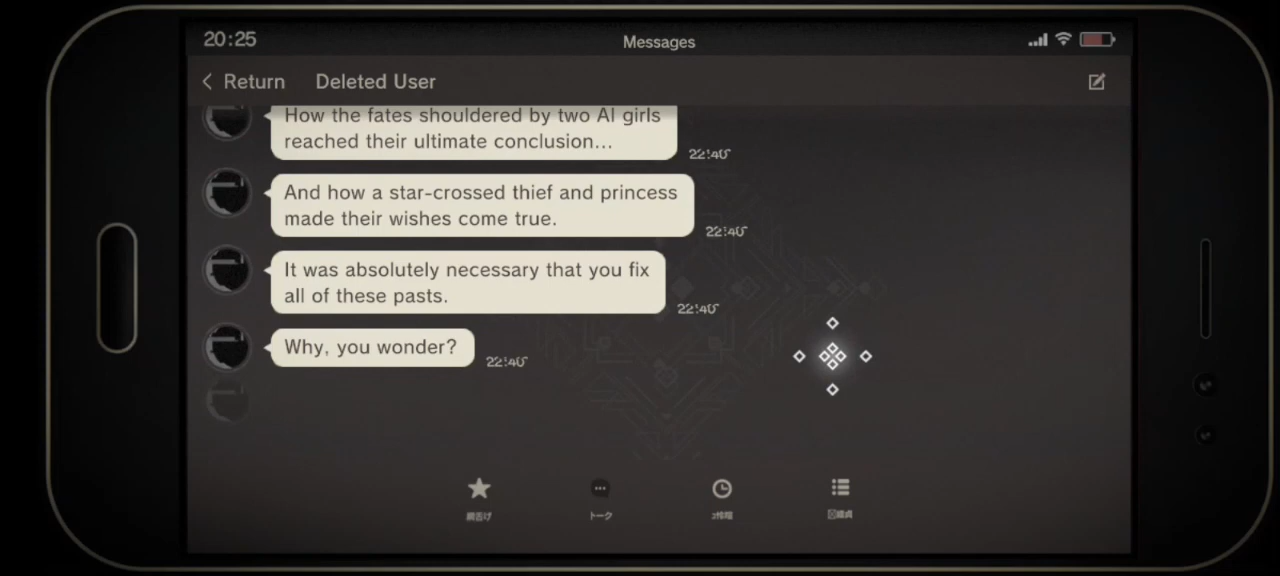 20:25
Messages
Return
Deleted User
How the fates shouldered by two AI girls
reached their ultimate conclusion...
22:40
And how a star-crossed thief and princess
made their wishes come true.
22:40
It was absolutely necessary that you fix
all of these pasts.
22:40
Why, you wonder?
22:40
トーク